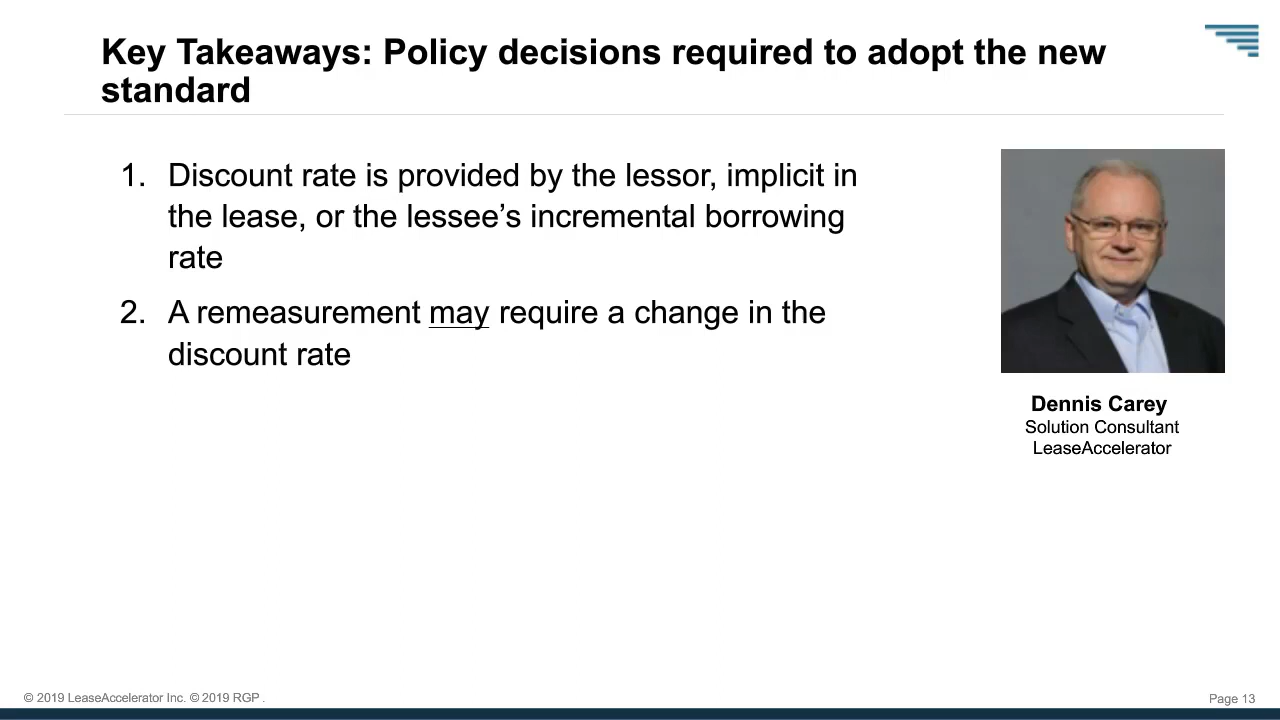 Key Takeaways: Policy decisions required to adopt the new
standard
1. Discount rate is provided by the lessor, implicit in
the lease, or the lessee’s incremental borrowing
rate
2. A remeasurement may require a change in the
discount rate
Dennis Carey
Solution Consultant
LeaseAccelerator
© 2019 LeaseAccelerator Inc. © 2019 RGP .
Page 13